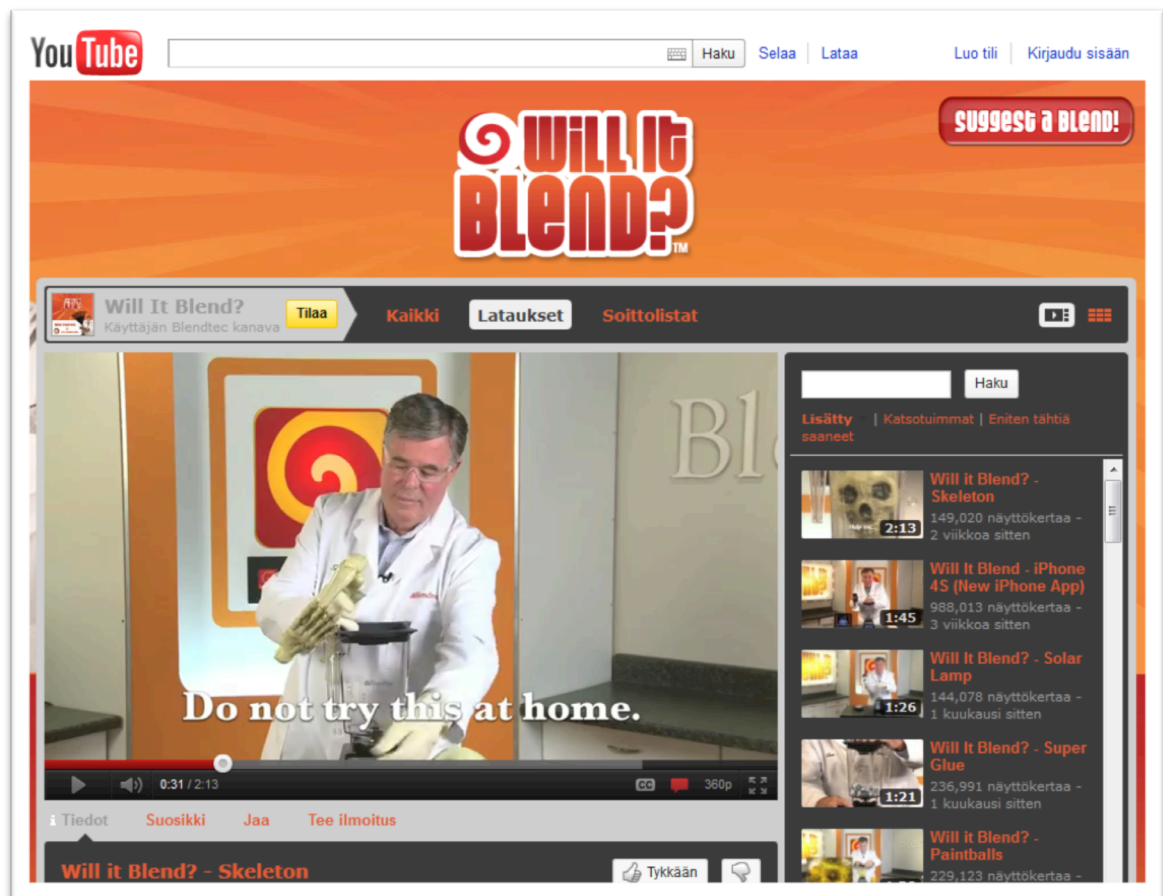 YouTube
Haku Selaa Lataa Luo tili Kirjaudu sisään
SUGGEST A BLEND!
WILL IT
BLEND?™
Will It Blend?
Käyttäjän Blendtec kanava
Tilaa
Kaikki Lataukset Soittolistat
Bl
Do not try this at home.
0:31 / 2:13 CC 360p
Tiedot Suosikki Jaa Tee ilmoitus
Will it Blend? - Skeleton
Tykkään
Haku
Lisätty | Katsotuimmat | Eniten tähtiä
saaneet
2:13
Will it Blend? -
Skeleton
149,020 näyttökertaa -
2 viikkoa sitten
1:45
Will It Blend - iPhone
4S (New iPhone App)
988,013 näyttökertaa -
3 viikkoa sitten
1:26
Will It Blend? - Solar
Lamp
144,078 näyttökertaa -
1 kuukausi sitten
1:21
Will It Blend? - Super
Glue
236,991 näyttökertaa -
1 kuukausi sitten
Will it Blend? -
Paintballs
229,123 näyttökertaa -